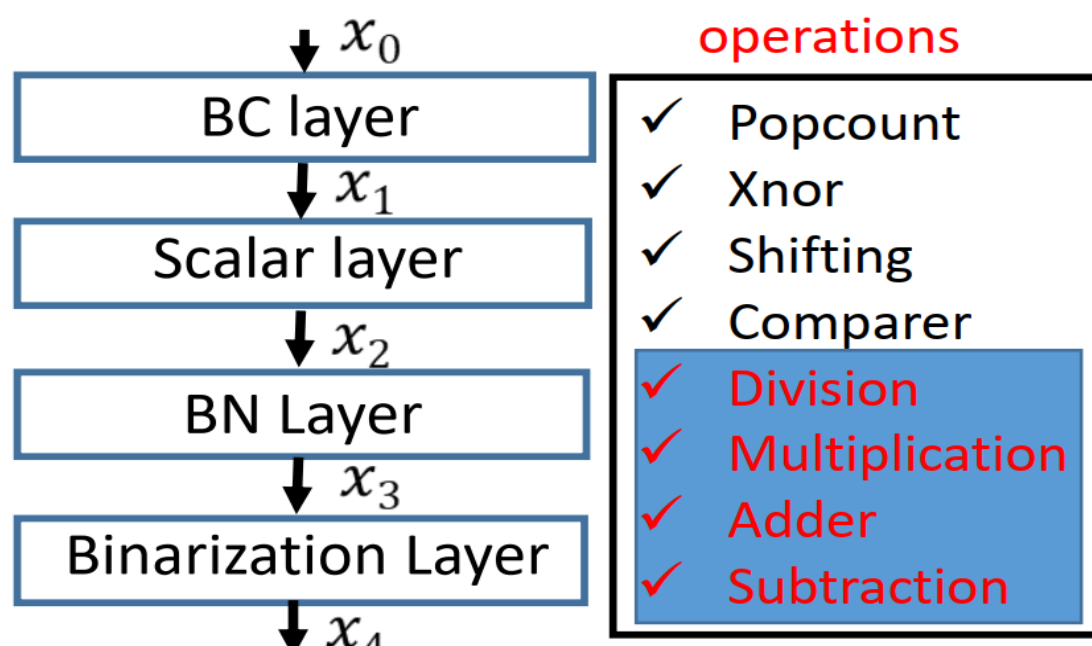 x₀
BC layer
x₁
Scalar layer
x₂
BN Layer
x₃
Binarization Layer
x₄
operations
✓ Popcount
✓ Xnor
✓ Shifting
✓ Comparer
✓ Division
✓ Multiplication
✓ Adder
✓ Subtraction